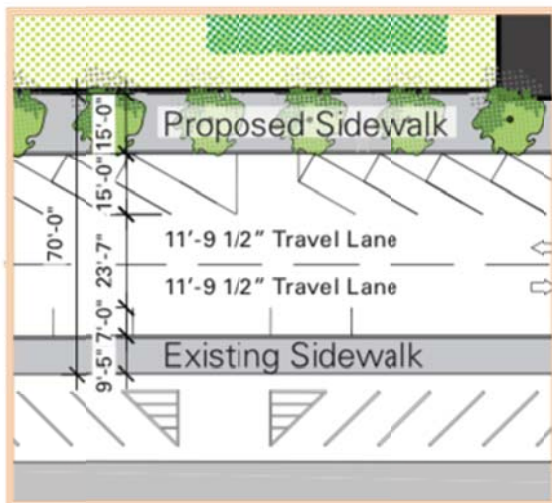 Proposed Sidewalk
15'-0"
15'-0"
70'-0"
23'-7"
11'-9 1/2" Travel Lane
11'-9 1/2" Travel Lane
7'-0"
9'-5"
Existing Sidewalk